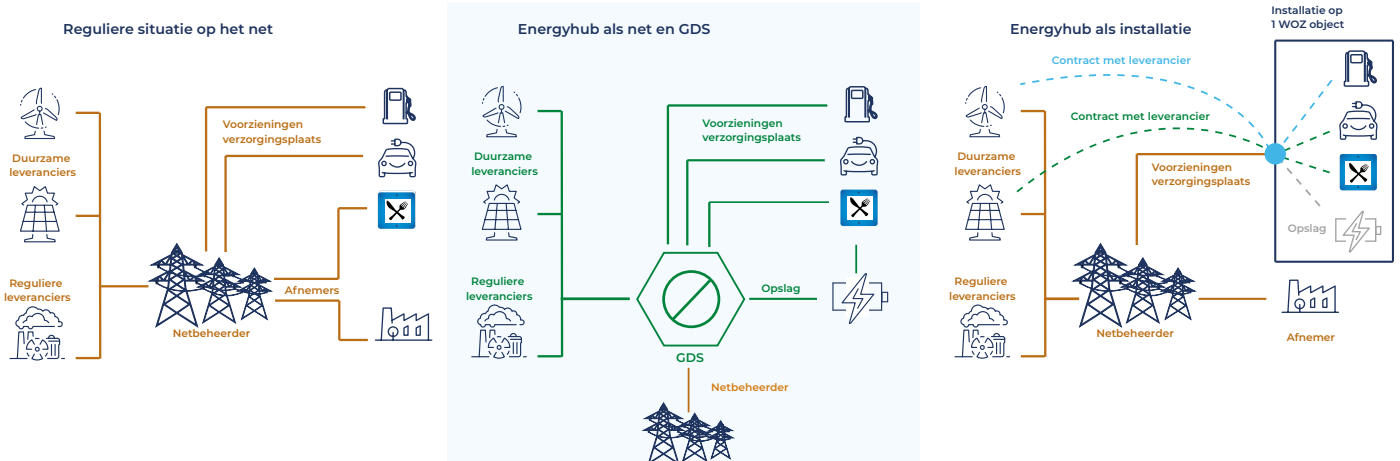 Reguliere situatie op het net
Voorzieningen
verzorgingsplaats
Duurzame
leveranciers
Reguliere
leveranciers
Afnemers
Netbeheerder
Energyhub als net en GDS
Voorzieningen
verzorgingsplaats
Duurzame
leveranciers
Reguliere
leveranciers
Opslag
GDS
Netbeheerder
Energyhub als installatie
Installatie op
1 WOZ object
Contract met leverancier
Contract met leverancier
Duurzame
leveranciers
Voorzieningen
verzorgingsplaats
Opslag
Reguliere
leveranciers
Netbeheerder
Afnemer